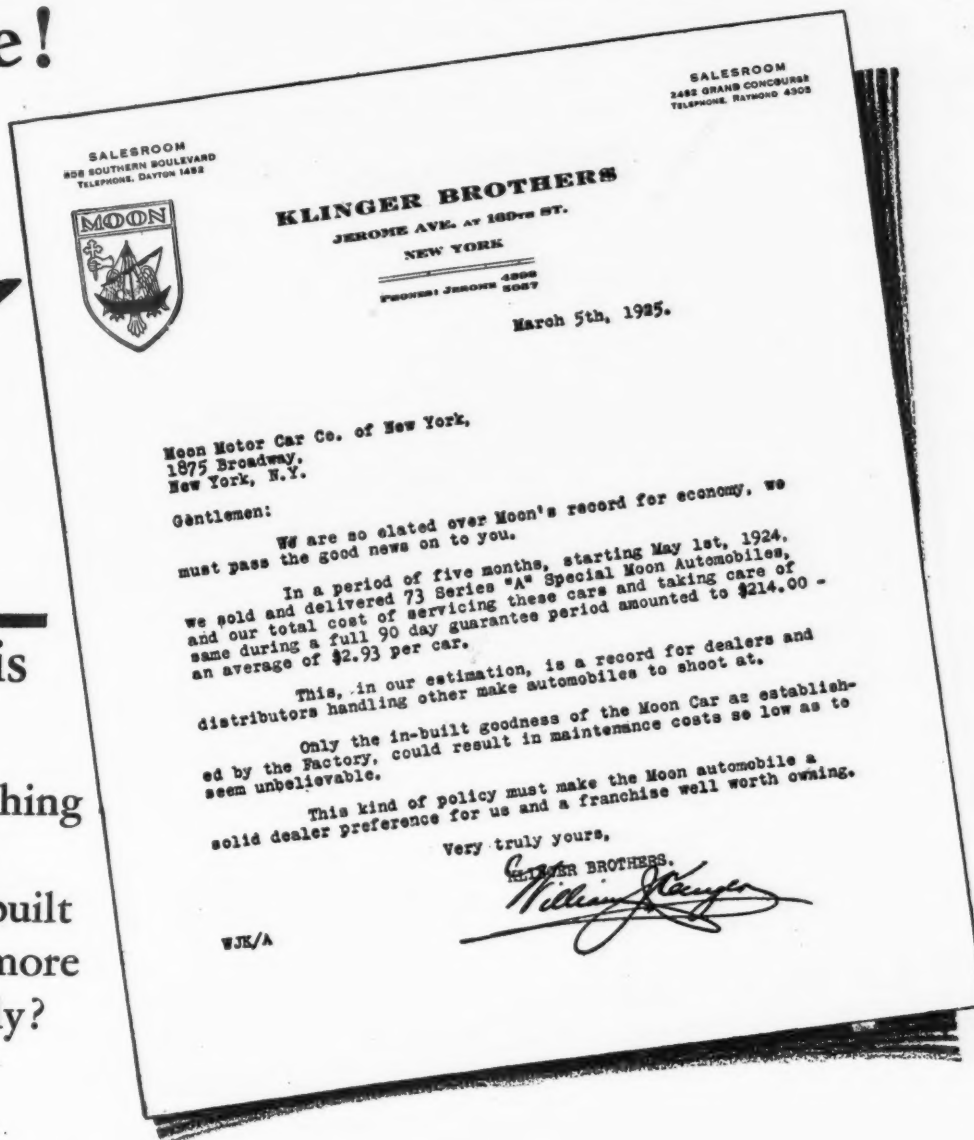 e!
is
thing
built
more
ly?
SALESROOM
SOUTHERN BOULEVARD
TELEPHONE, DAYTON 1482
SALESROOM
2482 GRAND CONCOURSE
TELEPHONE, RAYMOND 4305
MOON
KLINGER BROTHERS
JEROME AVE. AT 169TH ST.
NEW YORK
PHONES: JEROME
March 5th, 1925.
Moon Motor Car Co. of New York,
1875 Broadway,
New York, N.Y.
Gentlemen:
We are so elated over Moon's record for economy, we
must pass the good news on to you.
In a period of five months, starting May 1st, 1924,
we sold and delivered 73 Series "A" Special Moon Automobiles,
and our total cost of servicing these cars and taking care of
same during a full 90 day guarantee period amounted to $214.00 -
an average of $2.93 per car.
This, in our estimation, is a record for dealers and
distributors handling other make automobiles to shoot at.
Only the in-built goodness of the Moon Car as establish-
ed by the Factory, could result in maintenance costs so low as to
seem unbelievable.
This kind of policy must make the Moon automobile a
solid dealer preference for us and a franchise well worth owning.
Very truly yours,
KLINGER BROTHERS.
William J Klinger
WJK/A